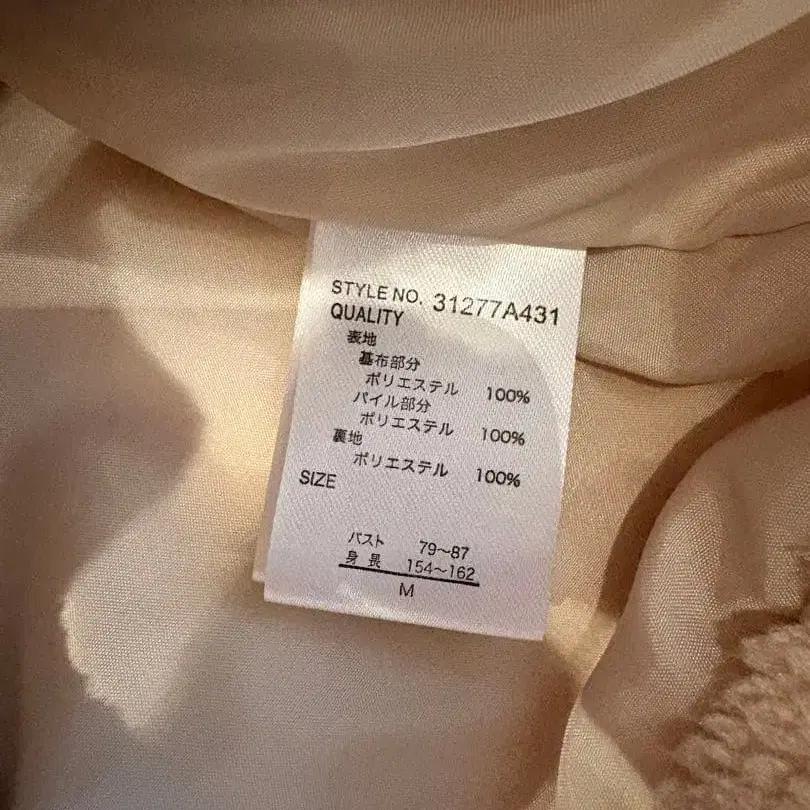 STYLE NO. 31277A431
QUALITY
表地
基布部分
ポリエステル 100%
パイル部分
ポリエステル 100%
裏地
ポリエステル 100%
SIZE
バスト 79~87
身長 154~162
M